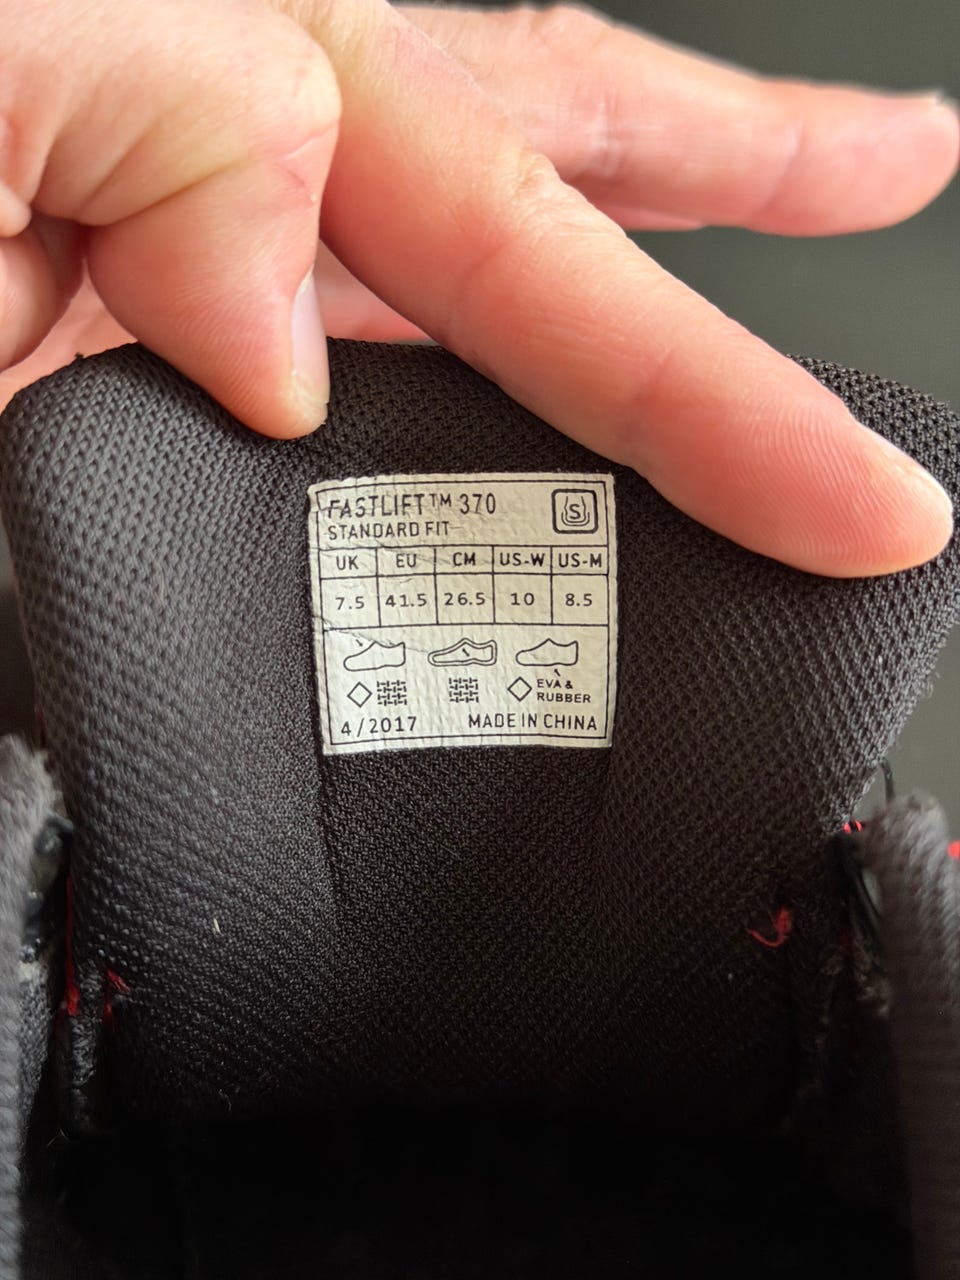 FASTLIFT™ 370
S
STANDARD FIT
UK EU CM US-W US-M
7.5 41.5 26.5 10 8.5
EVA &
RUBBER
4/2017 MADE IN CHINA